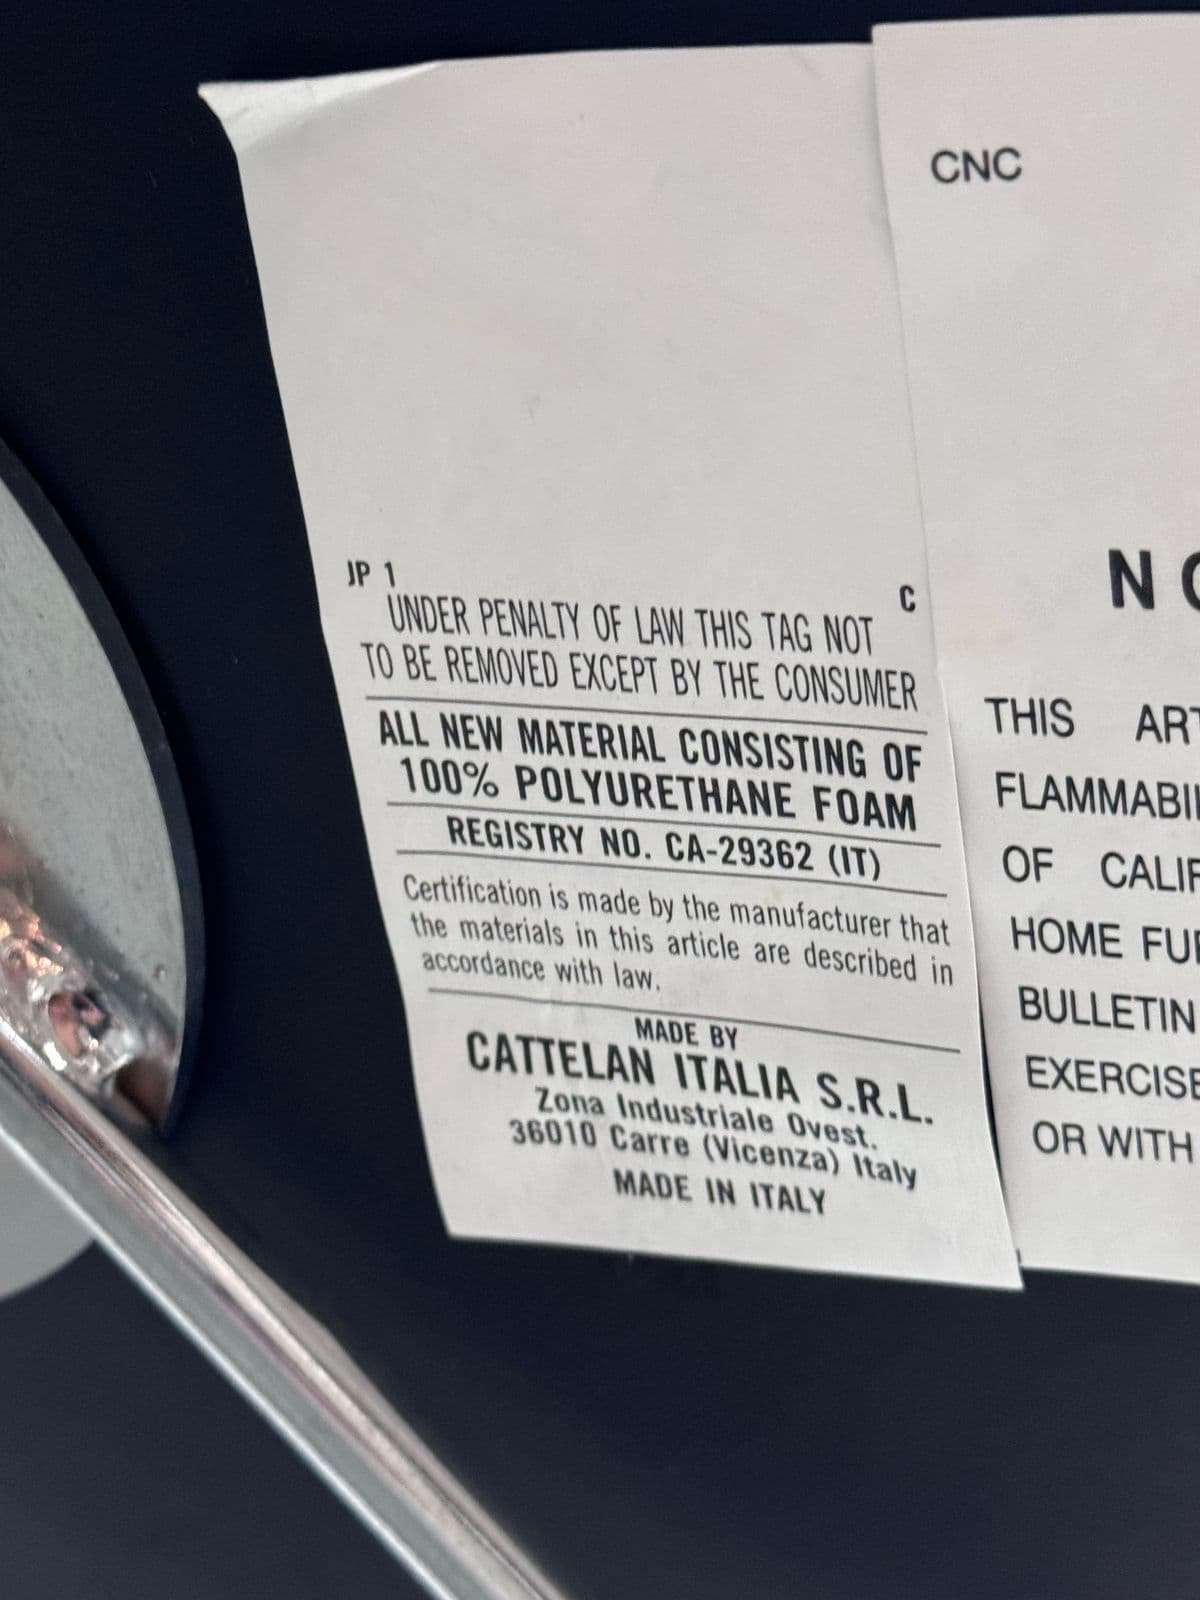 JP 1
C
UNDER PENALTY OF LAW THIS TAG NOT
TO BE REMOVED EXCEPT BY THE CONSUMER
ALL NEW MATERIAL CONSISTING OF
100% POLYURETHANE FOAM
REGISTRY NO. CA-29362 (IT)
Certification is made by the manufacturer that
the materials in this article are described in
accordance with law.
MADE BY
CATTELAN ITALIA S.R.L.
Zona Industriale Ovest.
36010 Carre (Vicenza) Italy
MADE IN ITALY
CNC
THIS
OF
HOME
BULLETIN
OR WITH